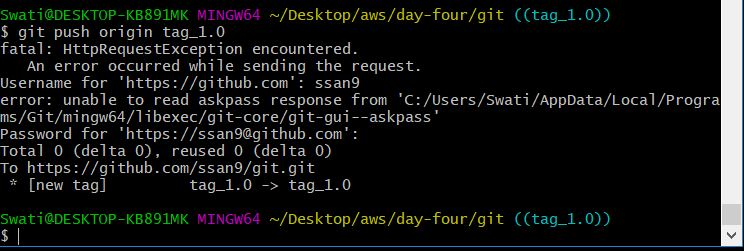 Swati@DESKTOP-KB891MK MINGW64 ~/Desktop/aws/day-four/git ((tag_1.0))
$ git push origin tag_1.0
fatal: HttpRequestException encountered.
   An error occurred while sending the request.
Username for 'https://github.com': ssan9
error: unable to read askpass response from 'C:/Users/Swati/AppData/Local/Progra
ms/Git/mingw64/libexec/git-core/git-gui--askpass'
Password for 'https://ssan9@github.com':
Total 0 (delta 0), reused 0 (delta 0)
To https://github.com/ssan9/git.git
 * [new tag]         tag_1.0 -> tag_1.0

Swati@DESKTOP-KB891MK MINGW64 ~/Desktop/aws/day-four/git ((tag_1.0))
$